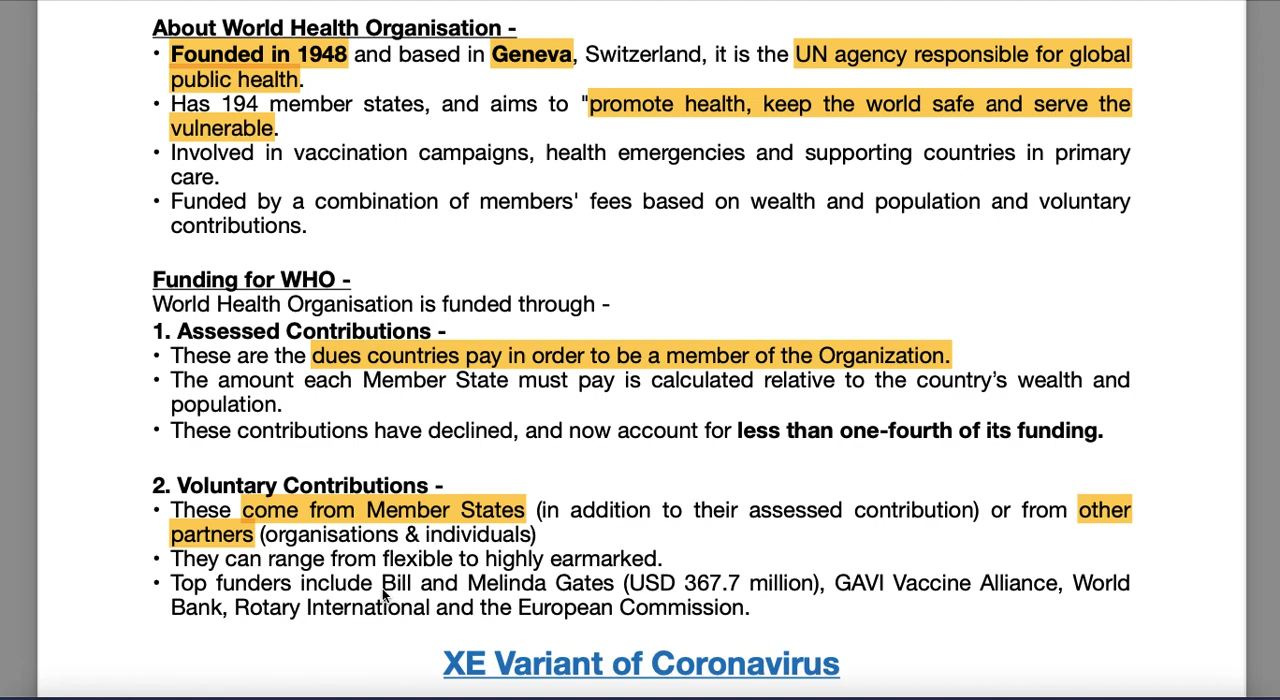 About World Health Organisation -
• Founded in 1948 and based in Geneva, Switzerland, it is the UN agency responsible for global
public health.
• Has 194 member states, and aims to "promote health, keep the world safe and serve the
vulnerable.
• Involved in vaccination campaigns, health emergencies and supporting countries in primary
care.
• Funded by a combination of members' fees based on wealth and population and voluntary
contributions.
Funding for WHO -
World Health Organisation is funded through -
1. Assessed Contributions -
• These are the dues countries pay in order to be a member of the Organization.
• The amount each Member State must pay is calculated relative to the country’s wealth and
population.
• These contributions have declined, and now account for less than one-fourth of its funding.
2. Voluntary Contributions -
• These come from Member States (in addition to their assessed contribution) or from other
partners (organisations & individuals)
• They can range from flexible to highly earmarked.
• Top funders include Bill and Melinda Gates (USD 367.7 million), GAVI Vaccine Alliance, World
Bank, Rotary International and the European Commission.
XE Variant of Coronavirus